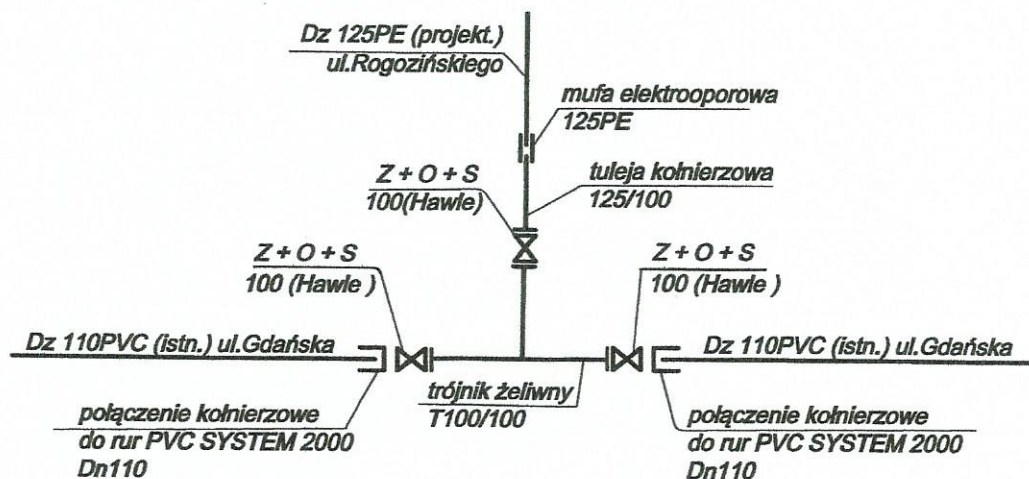 Dz 125PE (projekt.)
ul.Rogozińskiego
mufa elektrooporowa
125PE
Z + O + S
100(Hawle)
tuleja kołnierzowa
125/100
Z + O + S
100 (Hawle )
Z + O + S
100 (Hawle )
Dz 110PVC (istn.) ul.Gdańska
Dz 110PVC (istn.) ul.Gdańska
trójnik żeliwny
T100/100
połączenie kołnierzowe
do rur PVC SYSTEM 2000
Dn110
połączenie kołnierzowe
do rur PVC SYSTEM 2000
Dn110